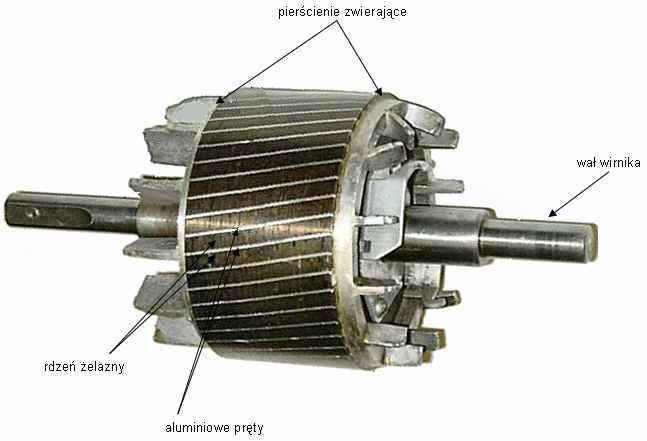 pierścienie zwierające
wał wirnika
rdzeń żelazny
aluminiowe pręty